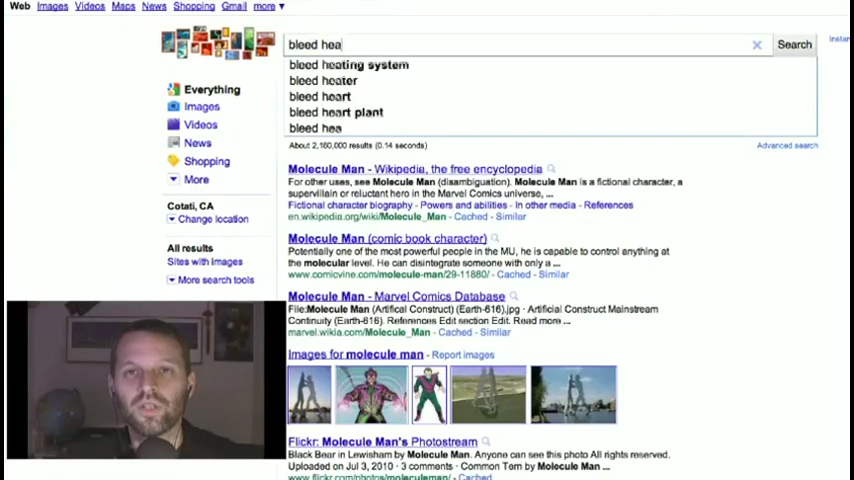 Web Images Videos Maps News Shopping Gmail more ▼
bleed hea
Search
Instan
bleed heating system
bleed heater
bleed heart
bleed heart plant
bleed hea
About 2,180,000 results (0.14 seconds)
Advanced search
Everything
Images
Videos
News
Shopping
More
Cotati, CA
Change location
All results
Sites with images
More search tools
Molecule Man - Wikipedia, the free encyclopedia
For other uses, see Molecule Man (disambiguation). Molecule Man is a fictional character, a
supervillain or reluctant hero in the Marvel Comics universe, ...
Fictional character biography - Powers and abilities - In other media - References
en.wikipedia.org/wiki/Molecule_Man - Cached - Similar
Molecule Man (comic book character)
Potentially one of the most powerful people in the MU, he is capable to control anything at
the molecular level. He can disintegrate someone with only a ...
www.comicvine.com/molecule-man/29-11880/ - Cached - Similar
Molecule Man - Marvel Comics Database
File:Molecule Man (Artifical Construct) (Earth-616).jpg · Artificial Construct Mainstream
Continuity (Earth-616) References Edit section Edit. Read more ...
marvel.wikia.com/Molecule_Man - Cached - Similar
Images for molecule man - Report images
Flickr: Molecule Man's Photostream
Black Bear in Lewisham by Molecule Man. Anyone can see this photo All rights reserved.
Uploaded on Jul 3, 2010 · 3 comments · Common Tern by Molecule Man ...
www.flickr.com/photos/moleculeman/ - Cached